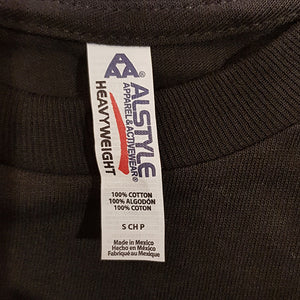 AA®
ALSTYLE
APPAREL&ACTIVEWEAR®
HEAVYWEIGHT
100% COTTON
100% ALGODÓN
100% COTON
S CH P
Made in Mexico
Hecho en México
Fabriqué au Mexique